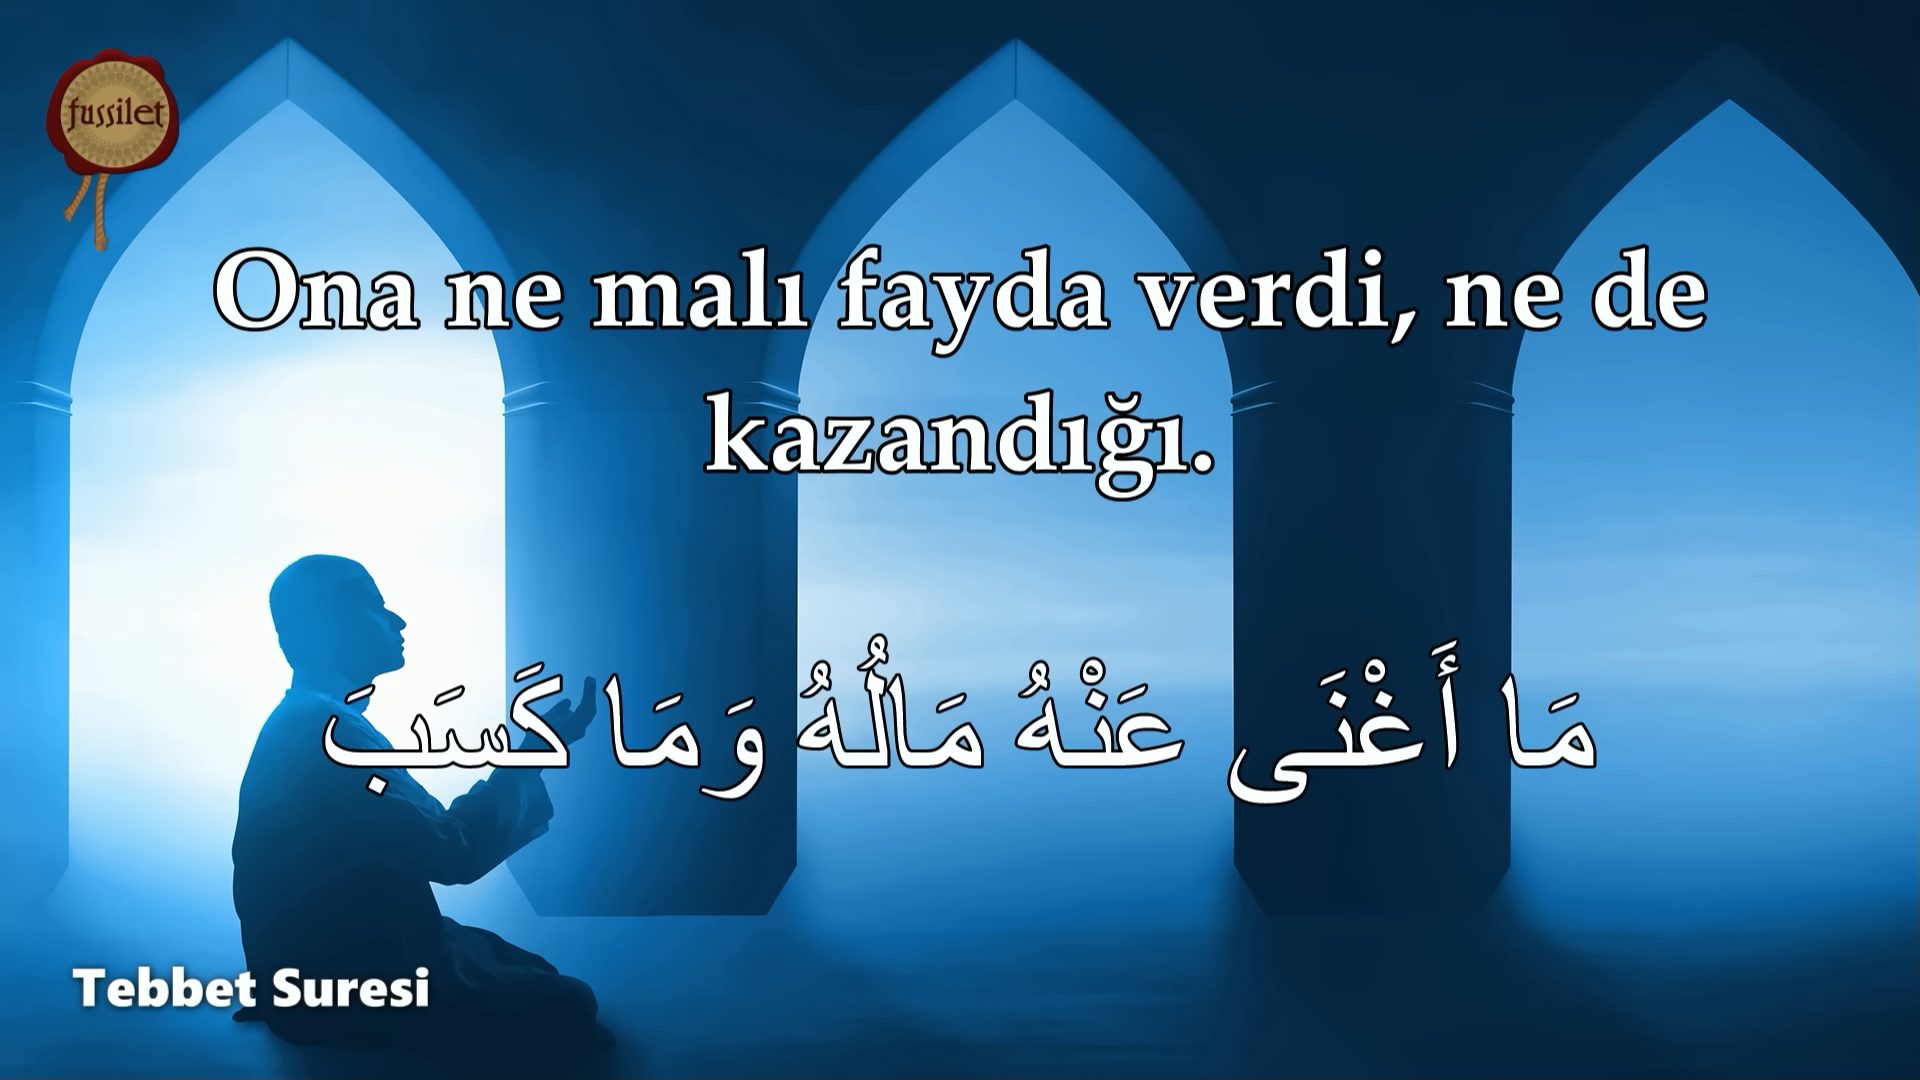 fussilet
Ona ne malı fayda verdi, ne de
kazandığı.
مَا أَغْنَى عَنْهُ مَالُهُ وَمَا كَسَبَ
Tebbet Suresi